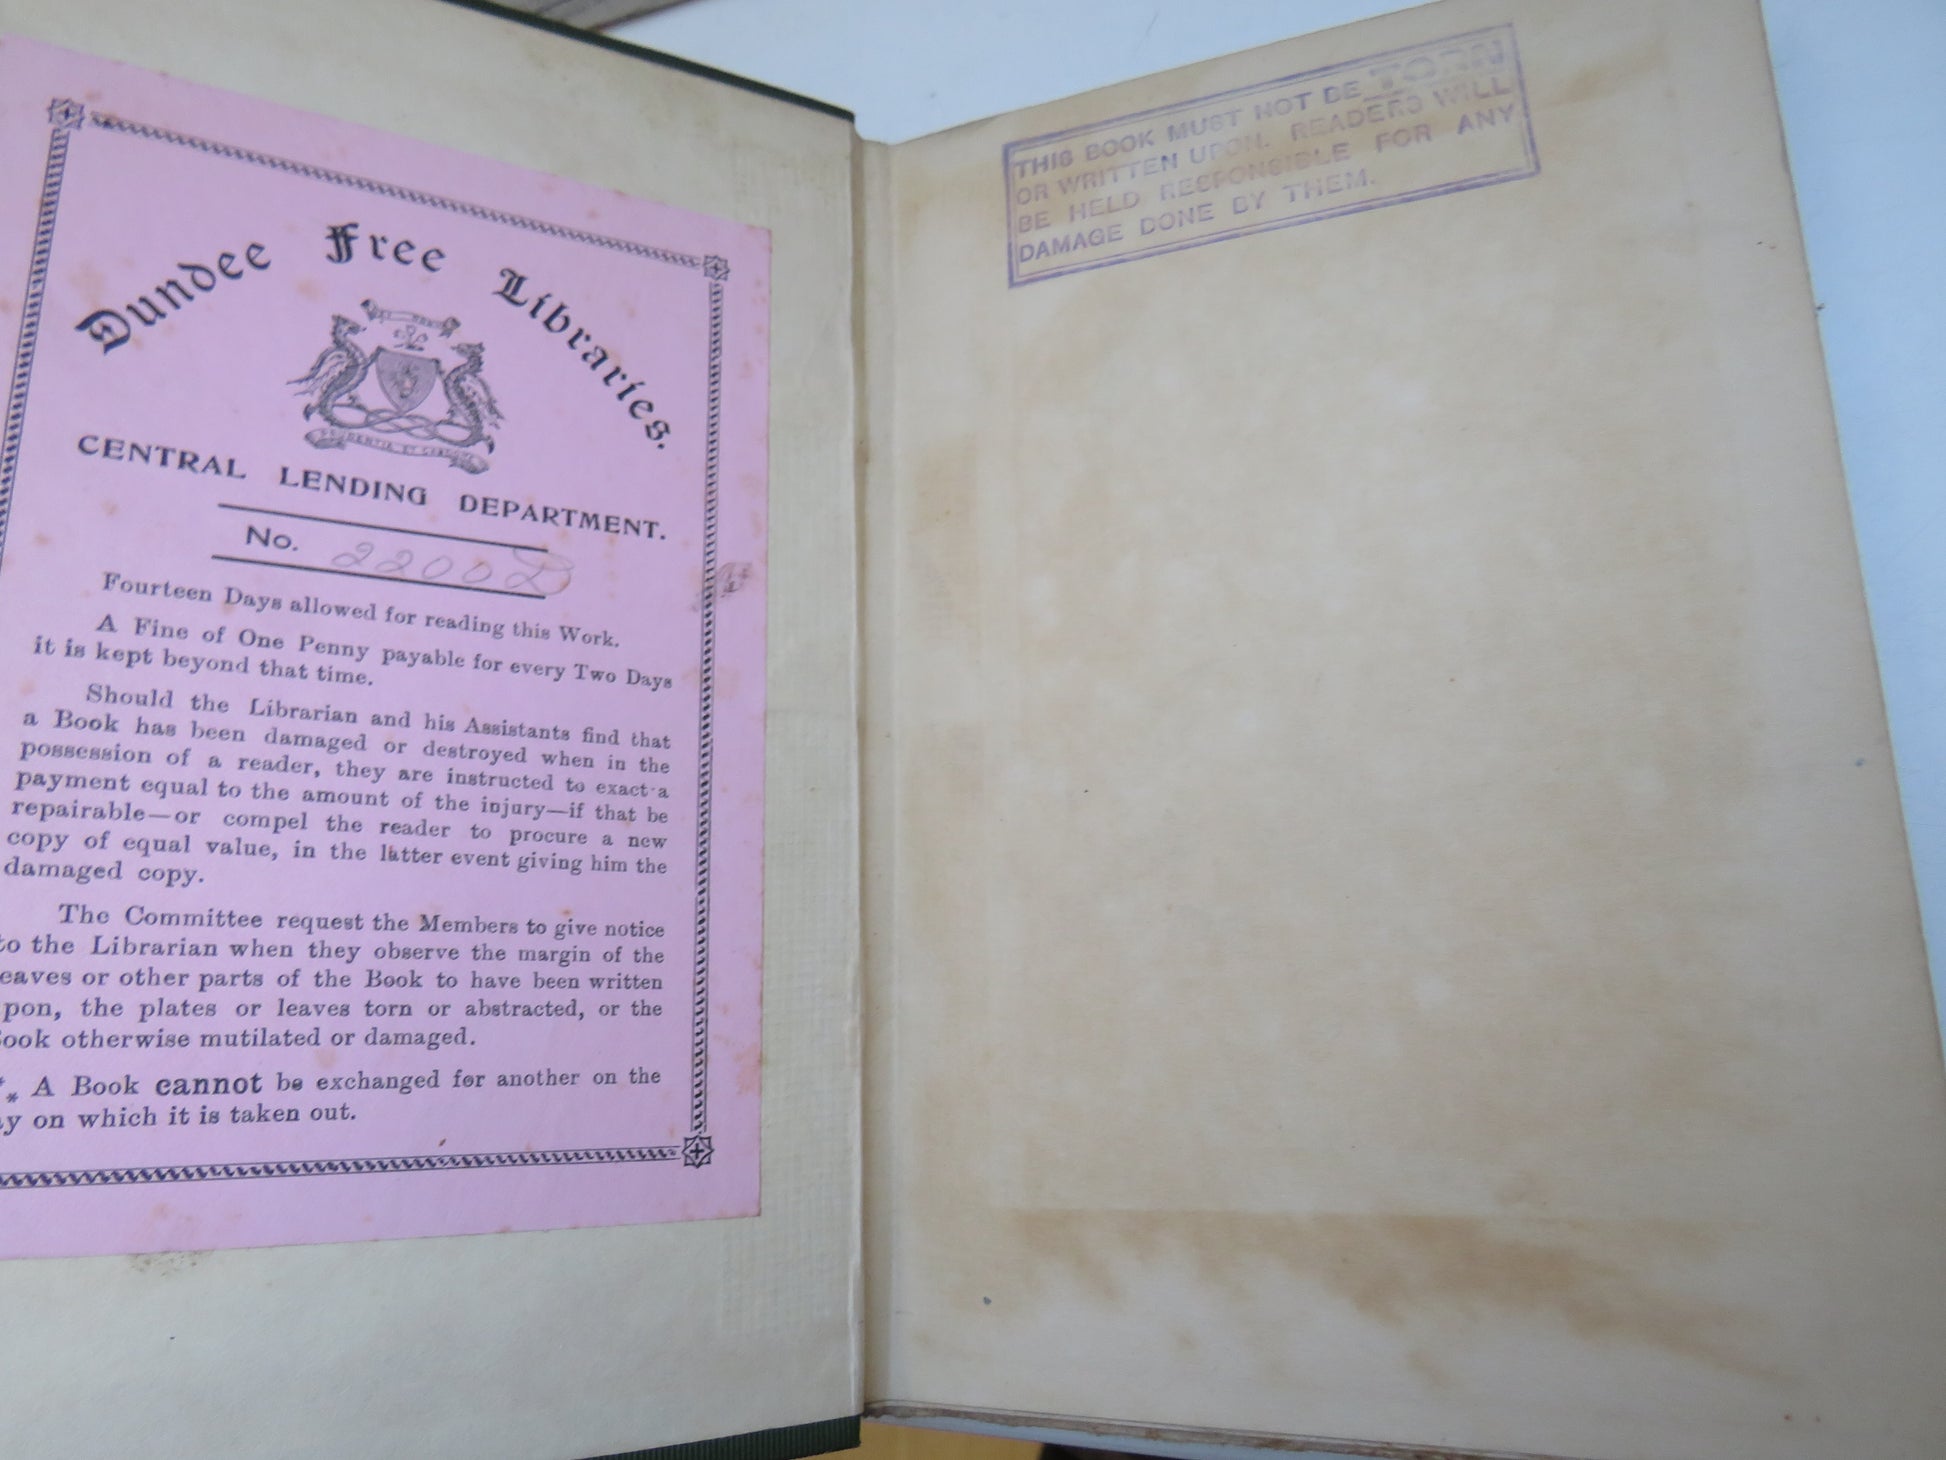 Dundee Free Libraries.
PRUDENTIA ET CANDORE
CENTRAL LENDING DEPARTMENT.
No. 22002
Fourteen Days allowed for reading this Work.
A Fine of One Penny payable for every Two Days
it is kept beyond that time.
Should the Librarian and his Assistants find that
a Book has been damaged or destroyed when in the
possession of a reader, they are instructed to exact a
payment equal to the amount of the injury—if that be
repairable—or compel the reader to procure a new
copy of equal value, in the latter event giving him the
damaged copy.
The Committee request the Members to give notice
to the Librarian when they observe the margin of the
eaves or other parts of the Book to have been written
pon, the plates or leaves torn or abstracted, or the
ook otherwise mutilated or damaged.
** A Book cannot be exchanged for another on the
ay on which it is taken out.
THIS BOOK MUST NOT BE TORN
OR WRITTEN UPON. READERS WILL
BE HELD RESPONSIBLE FOR ANY
DAMAGE DONE BY THEM.